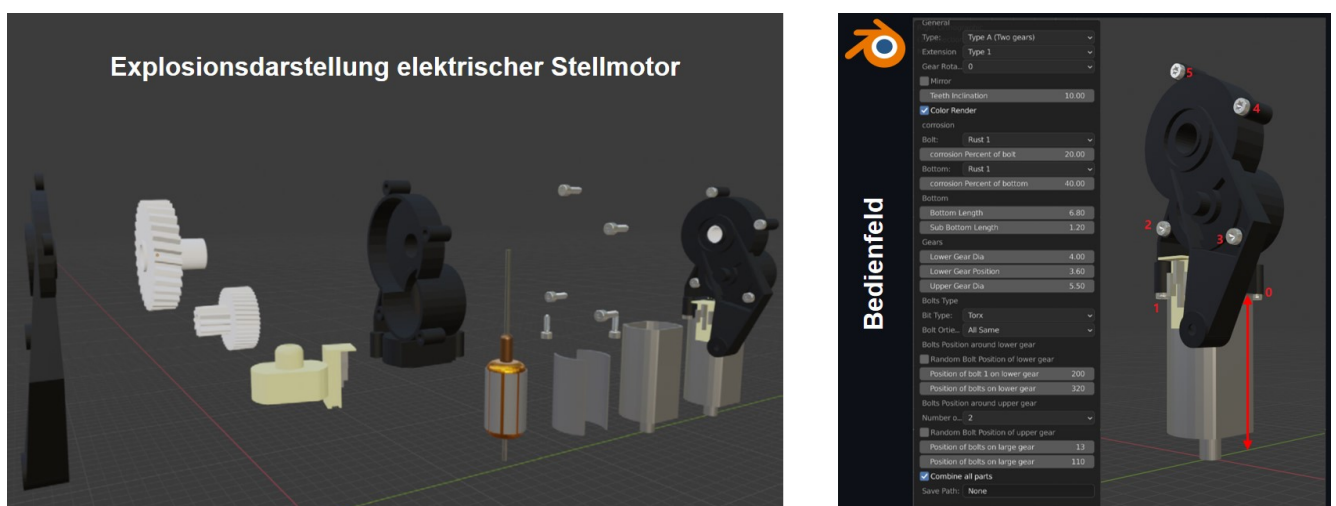 Explosionsdarstellung elektrischer Stellmotor
Bedienfeld
General
Type: Type A (Two gears)
Extension Type 1
Gear Rota.. 0
Mirror
Teeth Inclination 10.00
Color Render
corrosion
Bolt: Rust 1
corrosion Percent of bolt 20.00
Bottom: Rust 1
corrosion Percent of bottom 40.00
Bottom
Bottom Length 6.80
Sub Bottom Length 1.20
Gears
Lower Gear Dia 4.00
Lower Gear Position 3.60
Upper Gear Dia 5.50
Bolts Type
Bit Type: Torx
Bolt Ortie.. All Same
Bolts Position around lower gear
Random Bolt Position of lower gear
Position of bolt 1 on lower gear 200
Position of bolts on lower gear 320
Bolts Position around upper gear
Number o.. 2
Random Bolt Position of upper gear
Position of bolts on large gear 13
Position of bolts on large gear 110
Combine all parts
Save Path: None
5
4
2
3
0
1